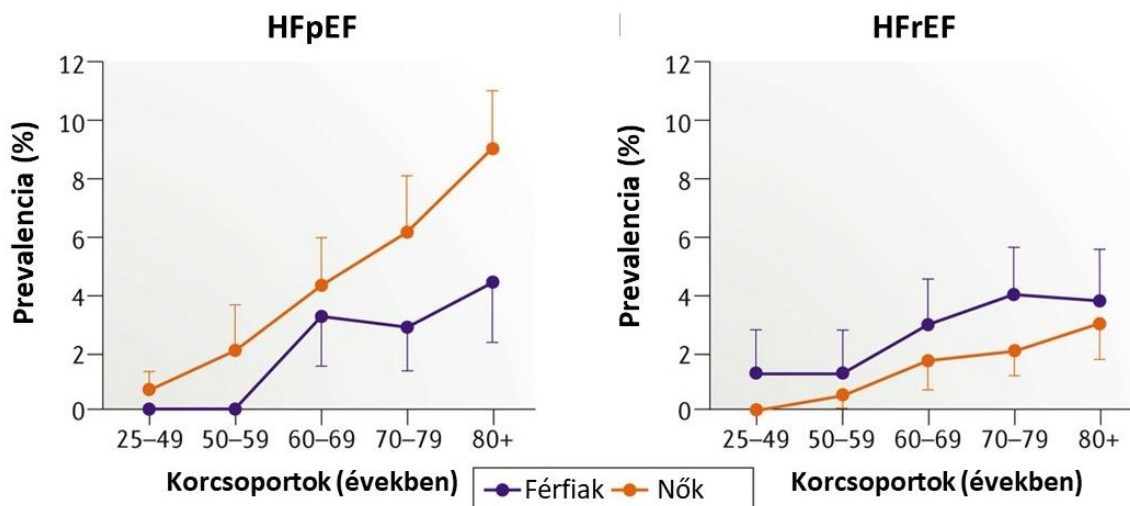 HFpEF
Prevalencia (%)
12
10
8
6
4
2
0
25–49 50–59 60–69 70–79 80+
Korcsoportok (években)
HFrEF
Prevalencia (%)
12
10
8
6
4
2
0
25–49 50–59 60–69 70–79 80+
Korcsoportok (években)
Férfiak Nők